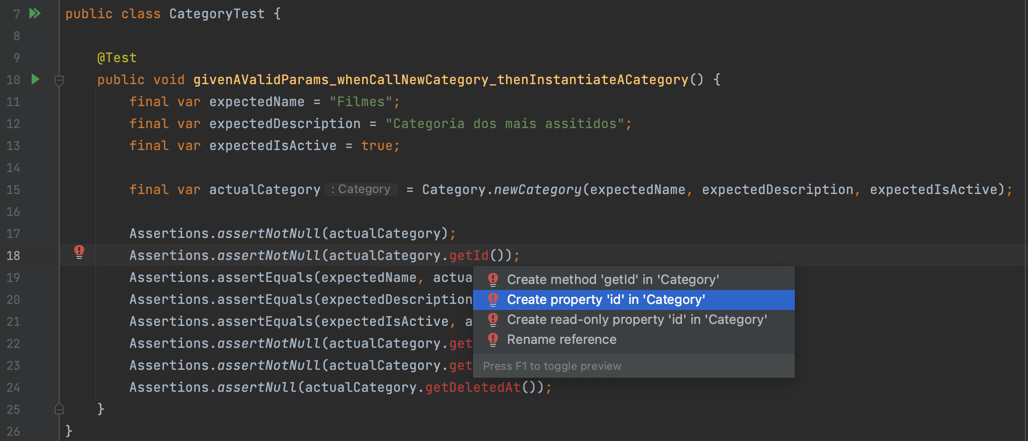 7 public class CategoryTest {
8
9 @Test
10 public void givenAValidParams_whenCallNewCategory_thenInstantiateACategory() {
11 final var expectedName = "Filmes";
12 final var expectedDescription = "Categoria dos mais assitidos";
13 final var expectedIsActive = true;
14
15 final var actualCategory : Category = Category.newCategory(expectedName, expectedDescription, expectedIsActive);
16
17 Assertions.assertNotNull(actualCategory);
18 Assertions.assertNotNull(actualCategory.getId());
19 Assertions.assertEquals(expectedName, actua
Create method 'getId' in 'Category'
20 Assertions.assertEquals(expectedDescription
Create property 'id' in 'Category'
21 Assertions.assertEquals(expectedIsActive, a
Create read-only property 'id' in 'Category'
22 Assertions.assertNotNull(actualCategory.get
Rename reference
23 Assertions.assertNotNull(actualCategory.get
Press F1 to toggle preview
24 Assertions.assertNull(actualCategory.getDeletedAt());
25 }
26 }